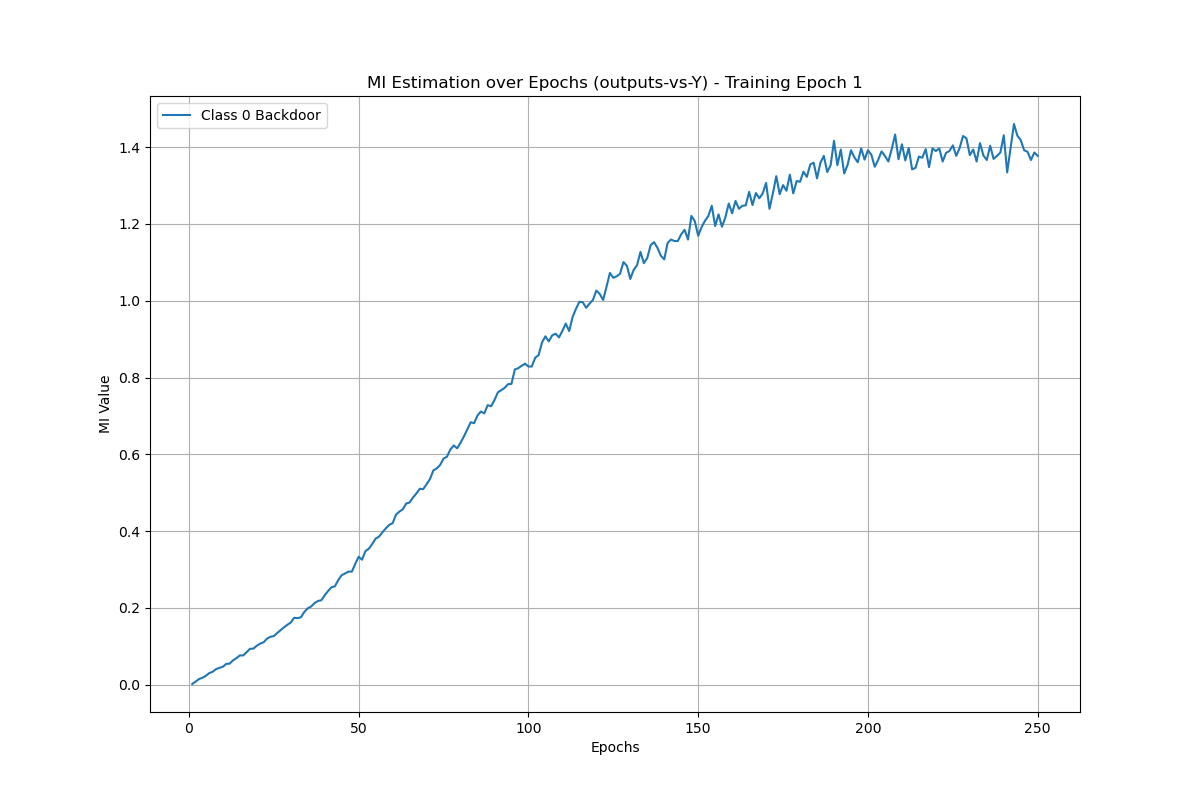 MI Estimation over Epochs (outputs-vs-Y) - Training Epoch 1
Class 0 Backdoor
MI Value
1.4
1.2
1.0
0.8
0.6
0.4
0.2
0.0
0 50 100 150 200 250
Epochs